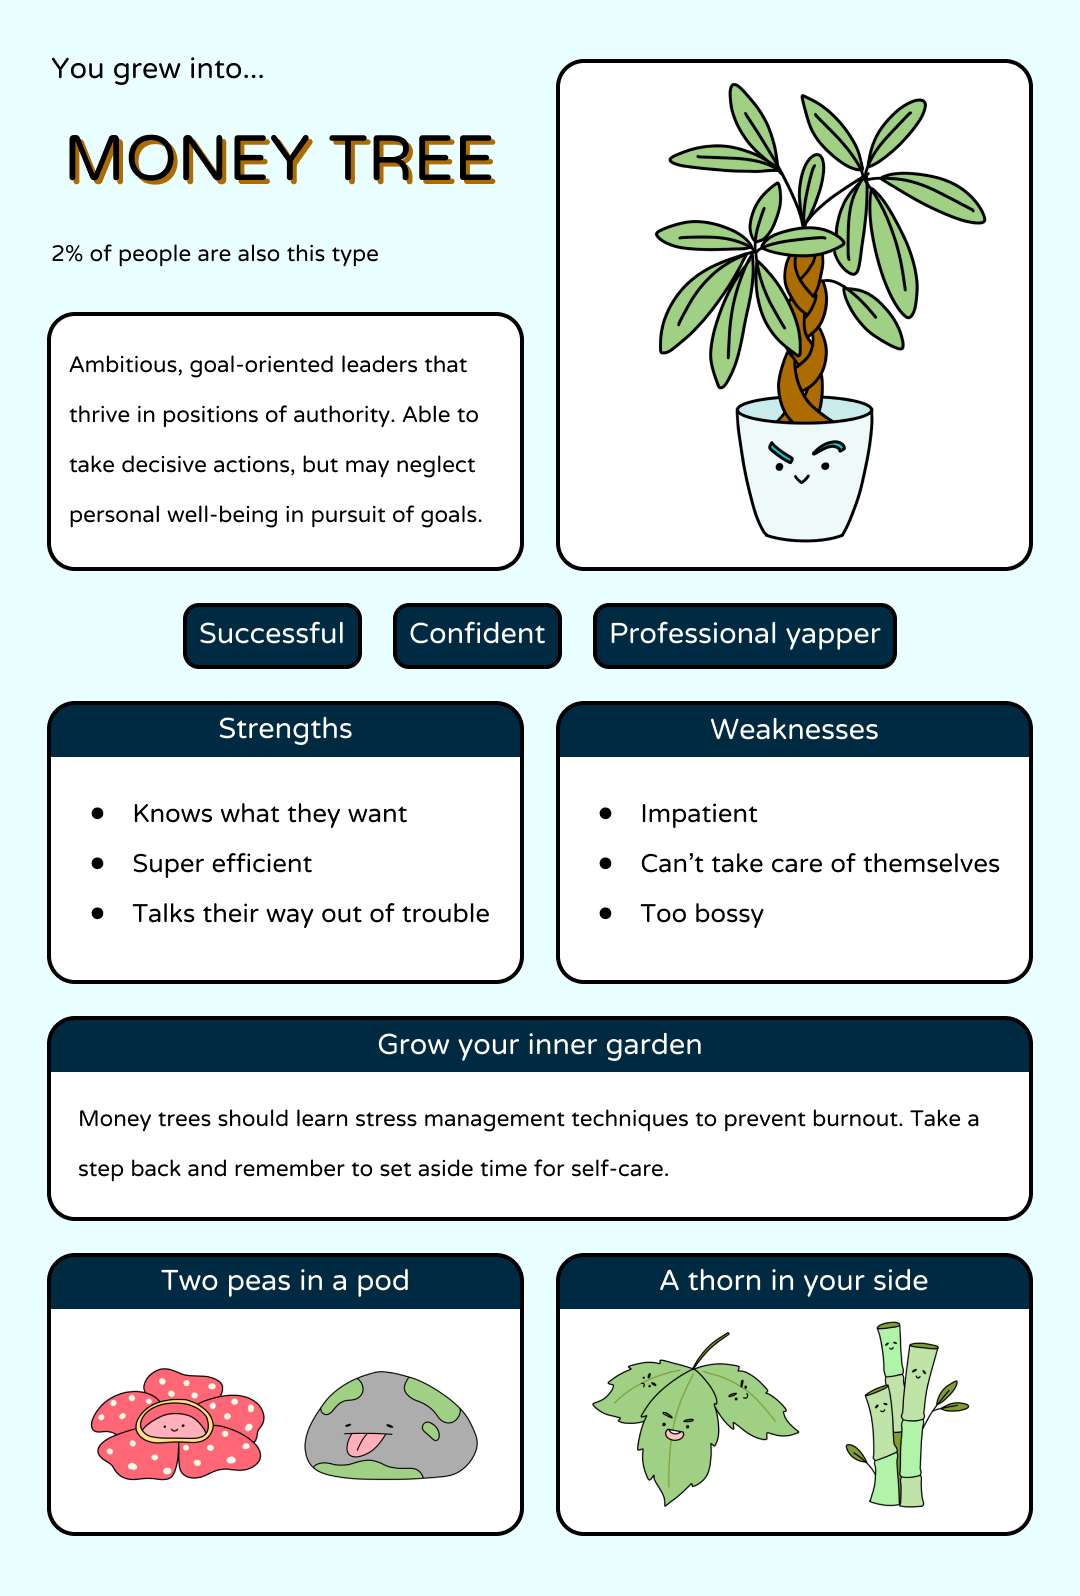 You grew into...
MONEY TREE
2% of people are also this type
Ambitious, goal-oriented leaders that
thrive in positions of authority. Able to
take decisive actions, but may neglect
personal well-being in pursuit of goals.
Successful
Confident
Professional yapper
Strengths
● Knows what they want
● Super efficient
● Talks their way out of trouble
Weaknesses
● Impatient
● Can’t take care of themselves
● Too bossy
Grow your inner garden
Money trees should learn stress management techniques to prevent burnout. Take a
step back and remember to set aside time for self-care.
Two peas in a pod
A thorn in your side